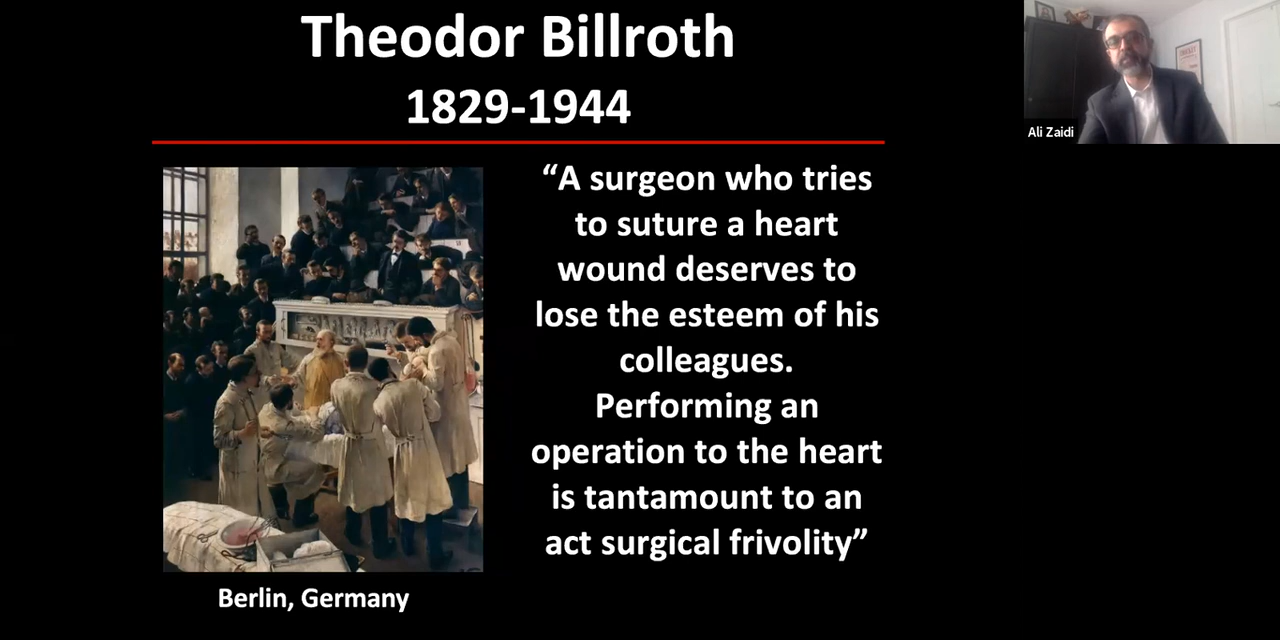 Theodor Billroth
1829-1944
Ali Zaidi
“A surgeon who tries
to suture a heart
wound deserves to
lose the esteem of his
colleagues.
Performing an
operation to the heart
is tantamount to an
act surgical frivolity”
Berlin, Germany